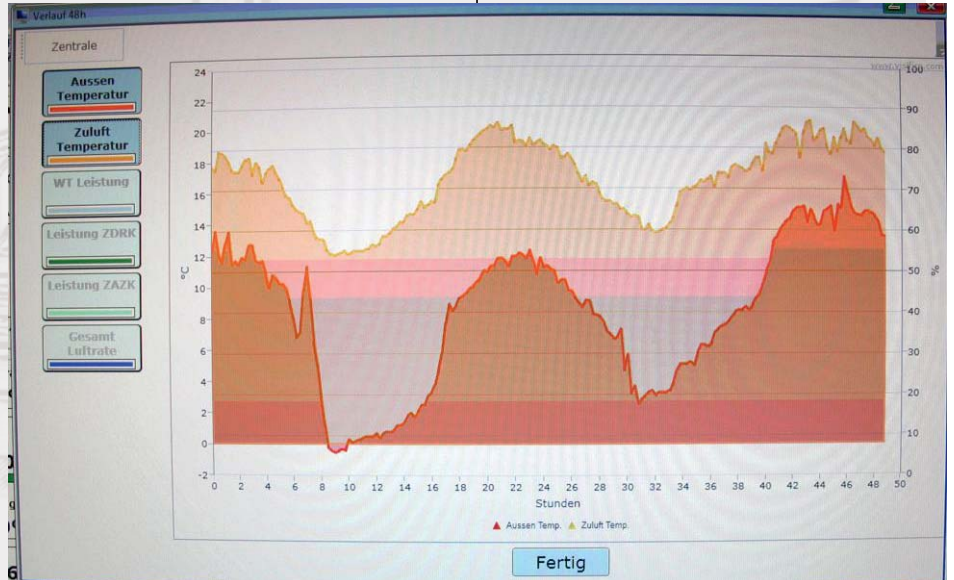 Verlauf 48h
Zentrale
Aussen
Temperatur
Zuluft
Temperatur
WT Leistung
Leistung ZDRK
Leistung ZAZK
Gesamt
Luftrate
24
22
20
18
16
14
12
10
8
6
4
2
0
-2
°C
100
90
80
70
60
50
40
30
20
10
0
%
0 2 4 6 8 10 12 14 16 18 20 22 24 26 28 30 32 34 36 38 40 42 44 46 48 50
Stunden
Aussen Temp. Zuluft Temp.
Fertig